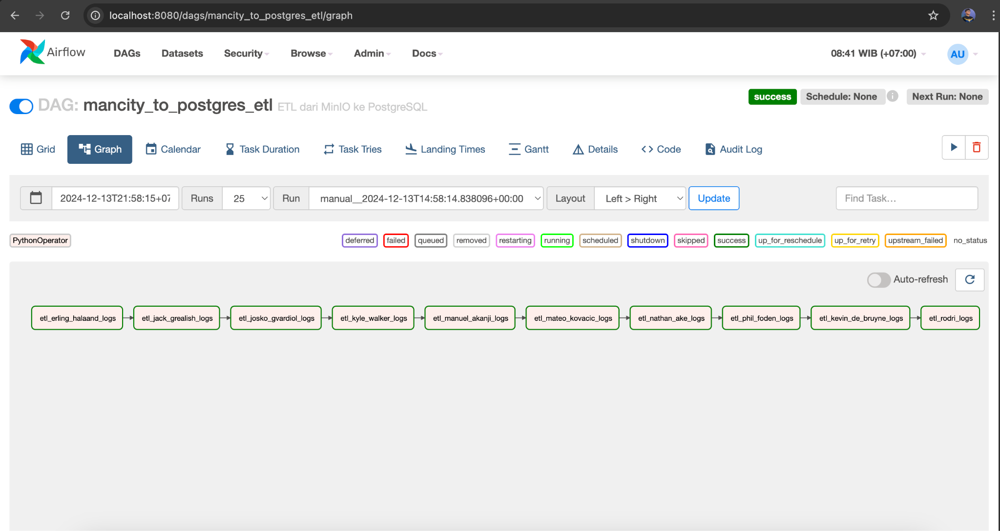 localhost:8080/dags/mancity_to_postgres_etl/graph
Airflow DAGs Datasets Security Browse Admin Docs 08:41 WIB (+07:00) AU
success Schedule: None Next Run: None
DAG: mancity_to_postgres_etl ETL dari MinIO ke PostgreSQL
Grid Graph Calendar Task Duration Task Tries Landing Times Gantt Details Code Audit Log
2024-12-13T21:58:15+07 Runs 25 Run manual__2024-12-13T14:58:14.838096+00:00 Layout Left > Right Update Find Task...
PythonOperator deferred failed queued removed restarting running scheduled shutdown skipped success up_for_reschedule up_for_retry upstream_failed no_status
Auto-refresh
etl_erling_halaand_logs etl_jack_grealish_logs etl_josko_gvardiol_logs etl_kyle_walker_logs etl_manuel_akanji_logs etl_mateo_kovacic_logs etl_nathan_ake_logs etl_phil_foden_logs etl_kevin_de_bruyne_logs etl_rodri_logs